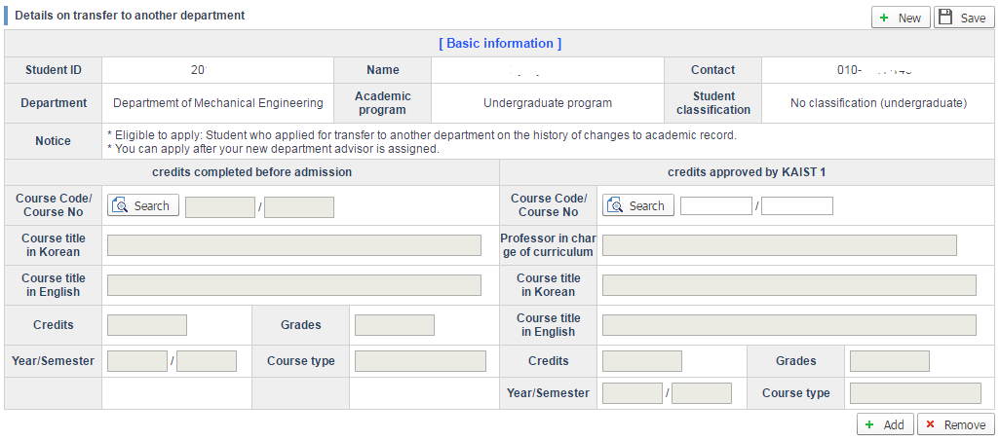 Details on transfer to another department
New
Save
[ Basic information ]
Student ID
20
Name
Contact
010-
Department
Departmemt of Mechanical Engineering
Academic
program
Undergraduate program
Student
classification
No classification (undergraduate)
Notice
* Eligible to apply: Student who applied for transfer to another department on the history of changes to academic record.
* You can apply after your new department advisor is assigned.
credits completed before admission
credits approved by KAIST 1
Course Code/
Course No
Search
/
Course Code/
Course No
Search
/
Course title
in Korean
Professor in char
ge of curriculum
Course title
in English
Course title
in Korean
Credits
Grades
Course title
in English
Year/Semester
/
Course type
Credits
Grades
Year/Semester
/
Course type
Add
Remove